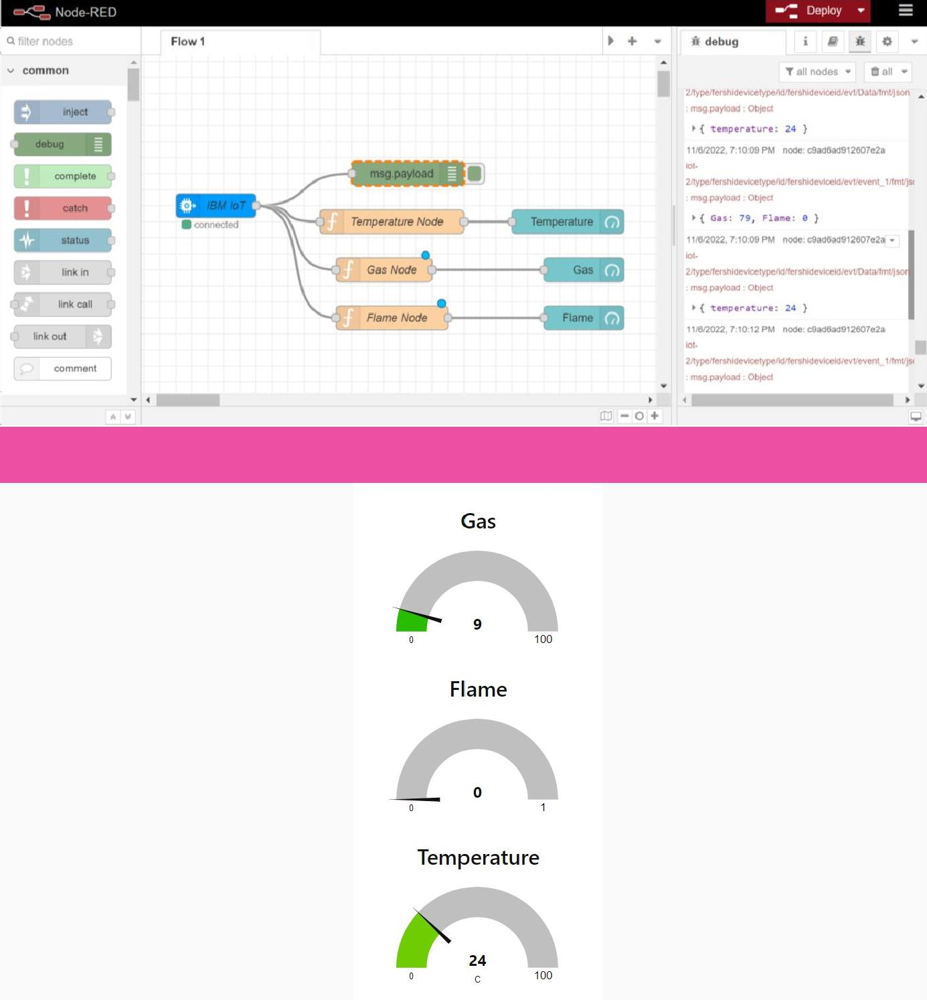 Node-RED
Deploy
filter nodes
Flow 1
debug
i
common
all nodes
all
inject
debug
complete
catch
status
link in
link call
link out
comment
msg.payload
IBM IoT
connected
Temperature Node
Temperature
Gas Node
Gas
Flame Node
Flame
2/type/fershidevicetype/id/fershideviceid/evt/Data/fmt/json
: msg.payload : Object
{ temperature: 24 }
11/6/2022, 7:10:09 PM node: c9ad6ad912607e2a
iot-
2/type/fershidevicetype/id/fershideviceid/evt/event_1/fmt/jso
: msg.payload : Object
{ Gas: 79, Flame: 0 }
11/6/2022, 7:10:09 PM node: c9ad6ad912607e2a
iot-
2/type/fershidevicetype/id/fershideviceid/evt/Data/fmt/json
: msg.payload : Object
{ temperature: 24 }
11/6/2022, 7:10:12 PM node: c9ad6ad912607e2a
iot-
2/type/fershidevicetype/id/fershideviceid/evt/event_1/fmt/jso
: msg.payload : Object
Gas
9
0
100
Flame
0
0
1
Temperature
24
C
0
100